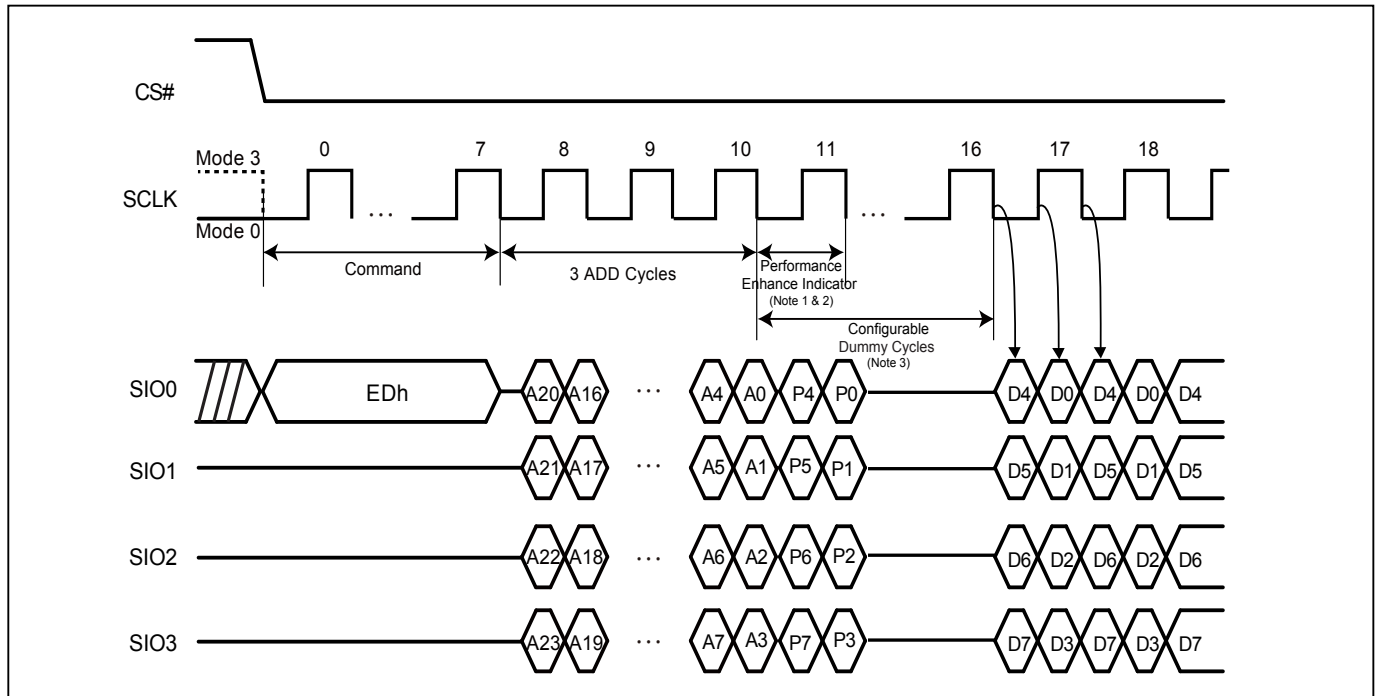 CS#
Mode 3 0 7 8 9 10 11 16 17 18
SCLK ... ...
Mode 0
Command 3 ADD Cycles Performance
Enhance Indicator
(Note 1 & 2)
Configurable
Dummy Cycles
(Note 3)
SIO0 EDh A20 A16 ... A4 A0 P4 P0 D4 D0 D4 D0 D4
SIO1 A21 A17 ... A5 A1 P5 P1 D5 D1 D5 D1 D5
SIO2 A22 A18 ... A6 A2 P6 P2 D6 D2 D6 D2 D6
SIO3 A23 A19 ... A7 A3 P7 P3 D7 D3 D7 D3 D7